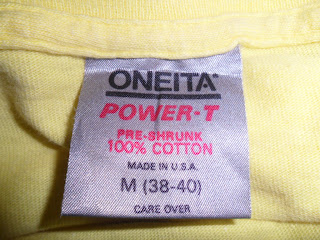 ONEITA®
POWER-T
PRE-SHRUNK
100% COTTON
MADE IN U.S.A.
M (38-40)
CARE OVER